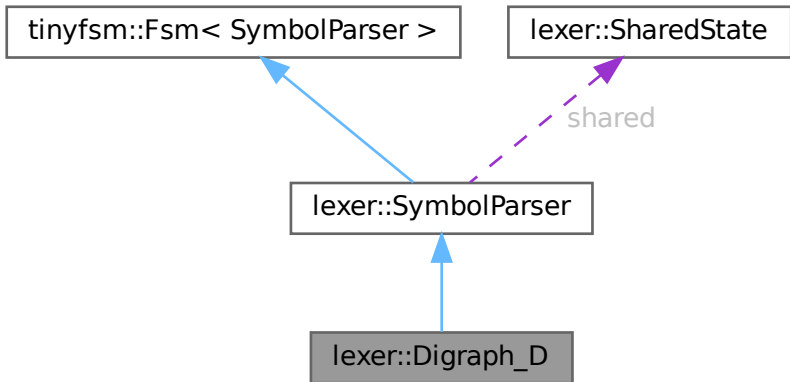 tinyfsm::Fsm< SymbolParser >
lexer::SharedState
shared
lexer::SymbolParser
lexer::Digraph_D